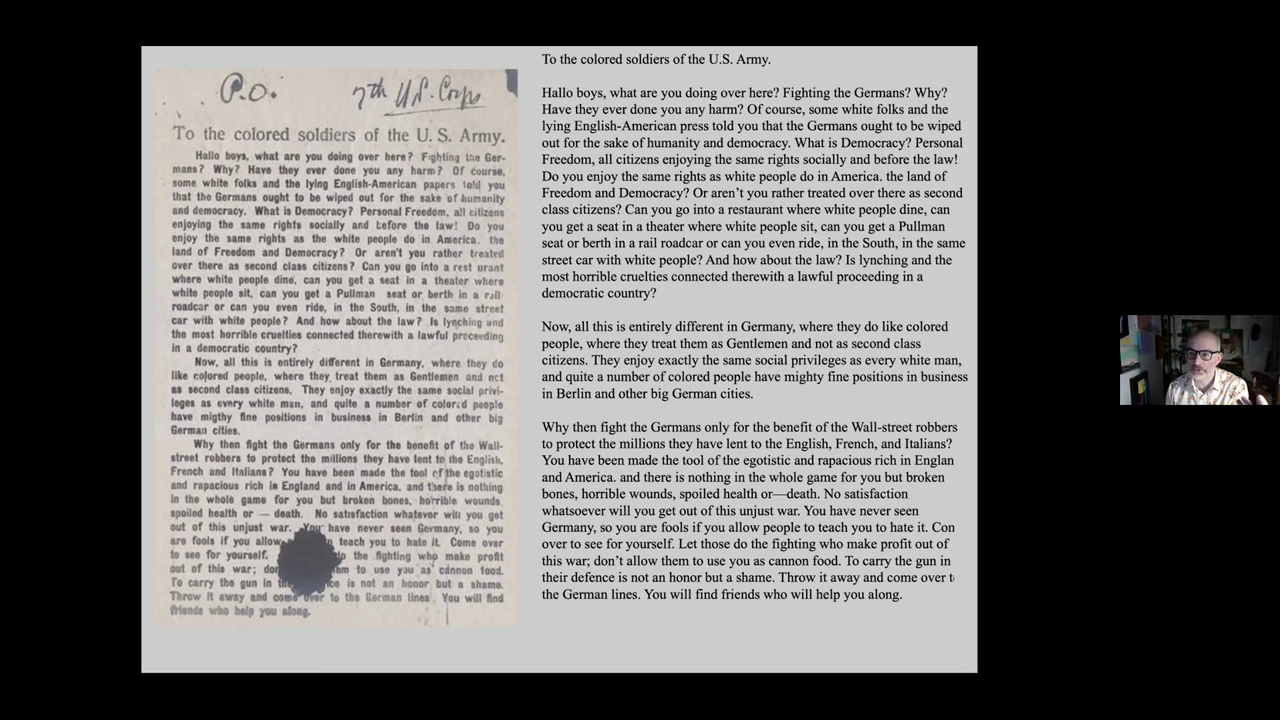 P.O. 7th U.S. Corps
To the colored soldiers of the U. S. Army.
Hallo boys, what are you doing over here? Fighting the Ger-
mans? Why? Have they ever done you any harm? Of course,
some white folks and the lying English-American papers told you
that the Germans ought to be wiped out for the sake of humanity
and democracy. What is Democracy? Personal Freedom, all citizens
enjoying the same rights socially and before the law! Do you
enjoy the same rights as the white people do in America. the
land of Freedom and Democracy? Or aren't you rather treated
over there as second class citizens? Can you go into a rest urant
where white people dine, can you get a seat in a theater where
white people sit, can you get a Pullman seat or berth in a rail
roadcar or can you even ride, in the South, in the same street
car with white people? And how about the law? Is lynching and
the most horrible cruelties connected therewith a lawful proceeding
in a democratic country?
Now, all this is entirely different in Germany, where they do
like colored people, where they treat them as Gentlemen and not
as second class citizens. They enjoy exactly the same social privi-
leges as every white man, and quite a number of colored people
have migthy fine positions in business in Berlin and other big
German cities.
Why then fight the Germans only for the benefit of the Wall-
street robbers to protect the millions they have lent to the English,
French and Italians? You have been made the tool of the egotistic
and rapacious rich in England and in America, and there is nothing
in the whole game for you but broken bones, horrible wounds,
spoiled health or — death. No satisfaction whatever will you get
out of this unjust war. You have never seen Germany, so you
are fools if you allow teach you to hate it. Come over
to see for yourself. the fighting who make profit
out of this war; to use you as cannon food.
To carry the gun in is not an honor but a shame.
Throw it away and come over to the German lines. You will find
friends who help you along.
To the colored soldiers of the U.S. Army.
Hallo boys, what are you doing over here? Fighting the Germans? Why?
Have they ever done you any harm? Of course, some white folks and the
lying English-American press told you that the Germans ought to be wiped
out for the sake of humanity and democracy. What is Democracy? Personal
Freedom, all citizens enjoying the same rights socially and before the law!
Do you enjoy the same rights as white people do in America. the land of
Freedom and Democracy? Or aren't you rather treated over there as second
class citizens? Can you go into a restaurant where white people dine, can
you get a seat in a theater where white people sit, can you get a Pullman
seat or berth in a rail roadcar or can you even ride, in the South, in the same
street car with white people? And how about the law? Is lynching and the
most horrible cruelties connected therewith a lawful proceeding in a
democratic country?
Now, all this is entirely different in Germany, where they do like colored
people, where they treat them as Gentlemen and not as second class
citizens. They enjoy exactly the same social privileges as every white man,
and quite a number of colored people have mighty fine positions in business
in Berlin and other big German cities.
Why then fight the Germans only for the benefit of the Wall-street robbers
to protect the millions they have lent to the English, French, and Italians?
You have been made the tool of the egotistic and rapacious rich in Englan
and America. and there is nothing in the whole game for you but broken
bones, horrible wounds, spoiled health or—death. No satisfaction
whatsoever will you get out of this unjust war. You have never seen
Germany, so you are fools if you allow people to teach you to hate it. Con
over to see for yourself. Let those do the fighting who make profit out of
this war; don't allow them to use you as cannon food. To carry the gun in
their defence is not an honor but a shame. Throw it away and come over t
the German lines. You will find friends who will help you along.